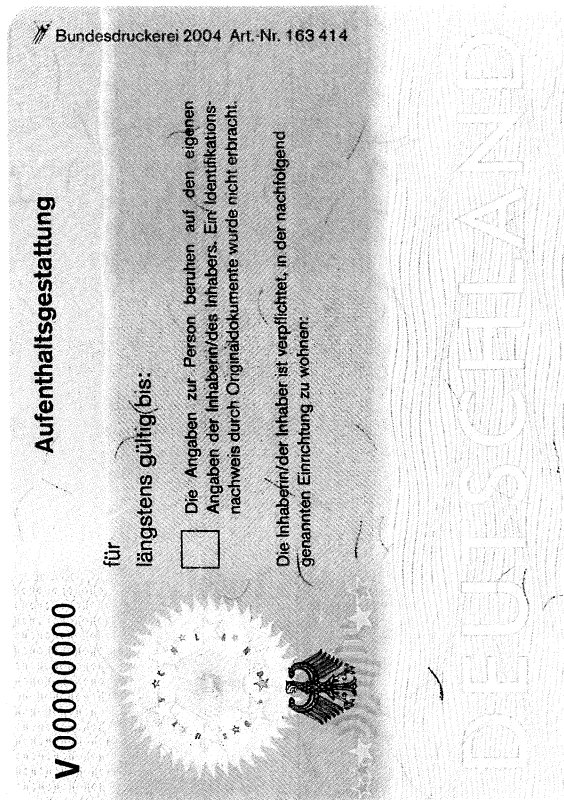 Bundesdruckerei 2004 Art.-Nr. 163 414
Aufenthaltsgestattung
V 00000000
für
längstens gültig bis:
Die Angaben zur Person beruhen auf den eigenen
Angaben der Inhaberin/des Inhabers. Ein Identifikations-
nachweis durch Originaldokumente wurde nicht erbracht.
Die Inhaberin/der Inhaber ist verpflichtet, in der nachfolgend
genannten Einrichtung zu wohnen:
DEUTSCHLAND